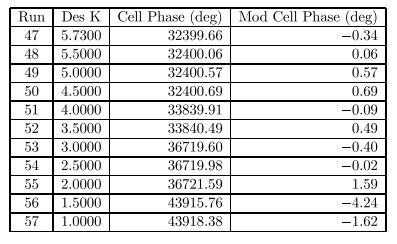 Run Des K Cell Phase (deg) Mod Cell Phase (deg)
47 5.7300 32399.66 −0.34
48 5.5000 32400.06 0.06
49 5.0000 32400.57 0.57
50 4.5000 32400.69 0.69
51 4.0000 33839.91 −0.09
52 3.5000 33840.49 0.49
53 3.0000 36719.60 −0.40
54 2.5000 36719.98 −0.02
55 2.0000 36721.59 1.59
56 1.5000 43915.76 −4.24
57 1.0000 43918.38 −1.62